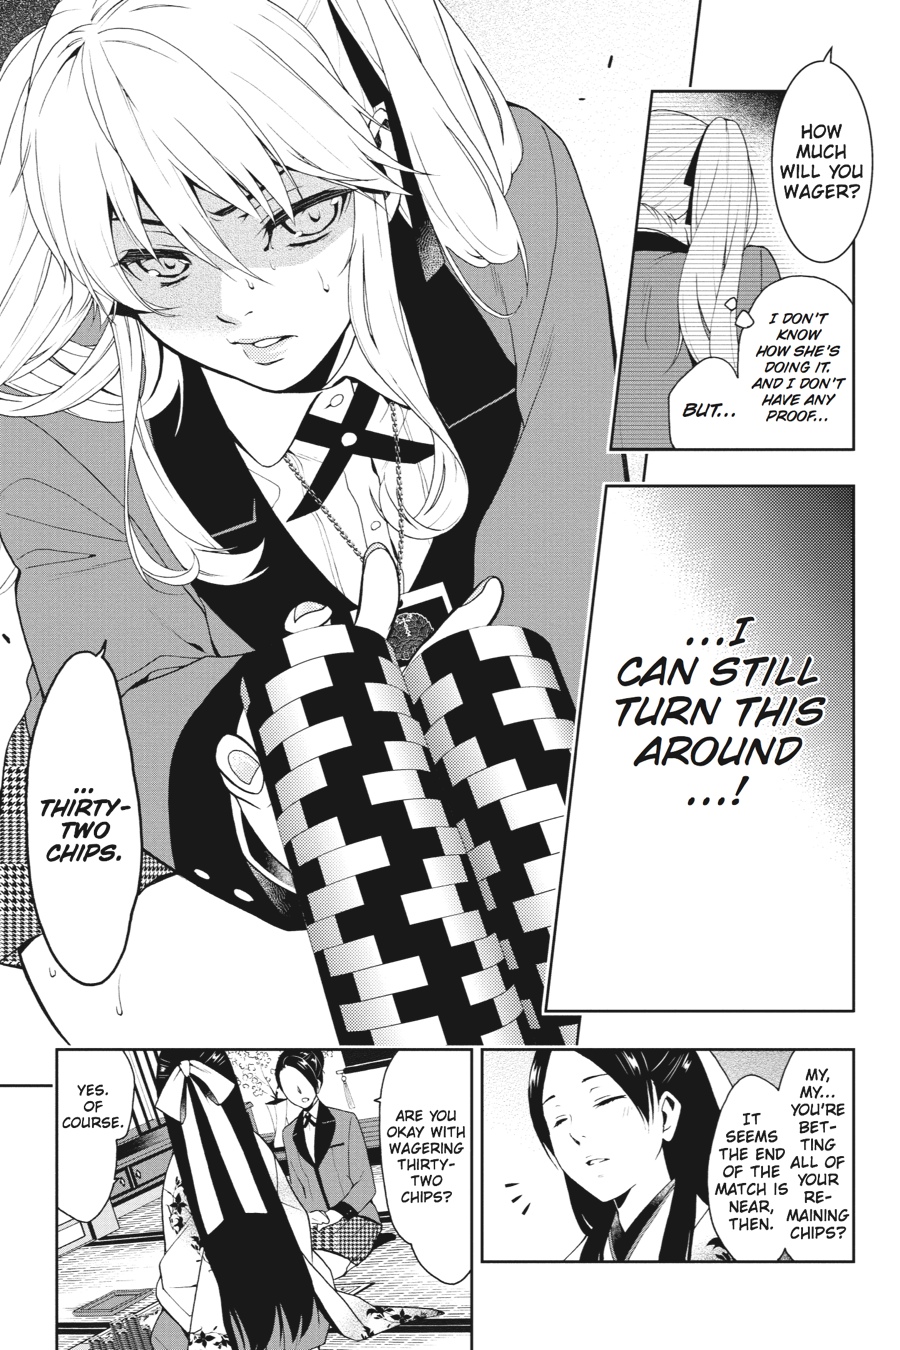 HOW
MUCH
WILL YOU
WAGER?
I DON'T
KNOW
HOW SHE'S
DOING IT.
AND I DON'T
HAVE ANY
PROOF...
BUT...
...I
CAN STILL
TURN THIS
AROUND
...!
...
THIRTY-
TWO
CHIPS.
MY,
MY...
YOU'RE
BET-
TING
ALL OF
YOUR
RE-
MAINING
CHIPS?
IT
SEEMS
THE END
OF THE
MATCH IS
NEAR,
THEN.
ARE YOU
OKAY WITH
WAGERING
THIRTY-
TWO
CHIPS?
YES.
OF
COURSE.